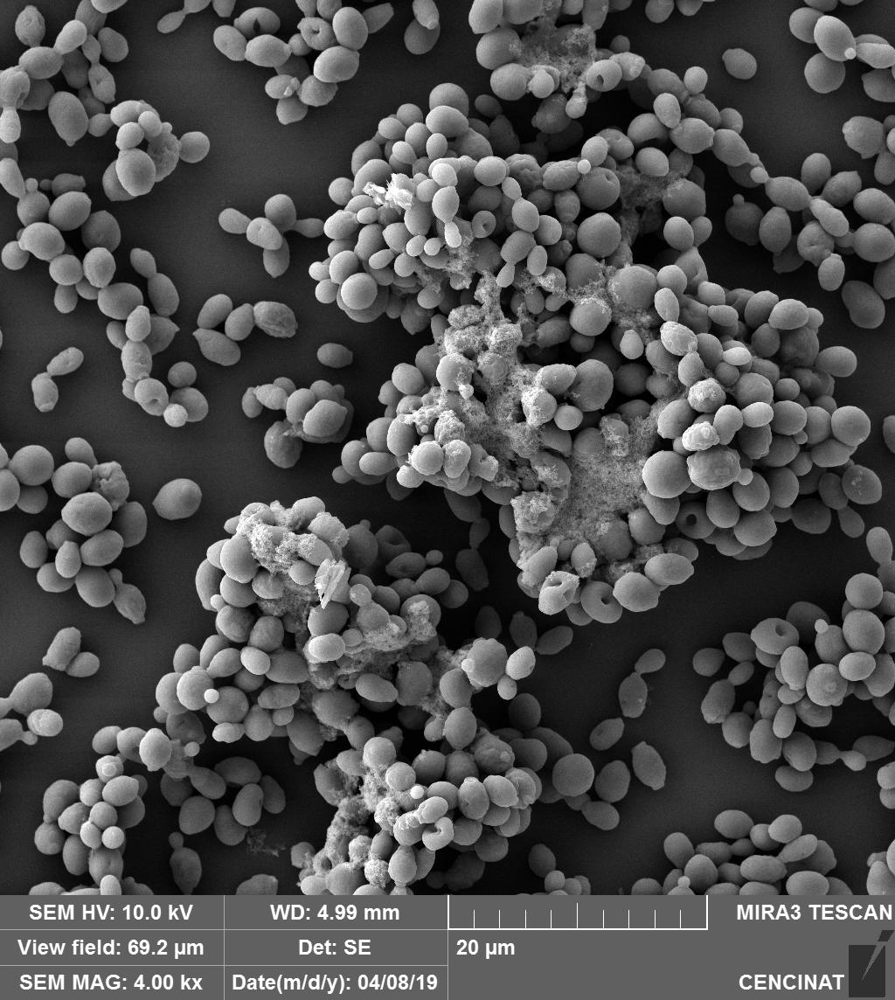 SEM HV: 10.0 kV WD: 4.99 mm MIRA3 TESCAN
View field: 69.2 µm Det: SE 20 µm
SEM MAG: 4.00 kx Date(m/d/y): 04/08/19 CENCINAT